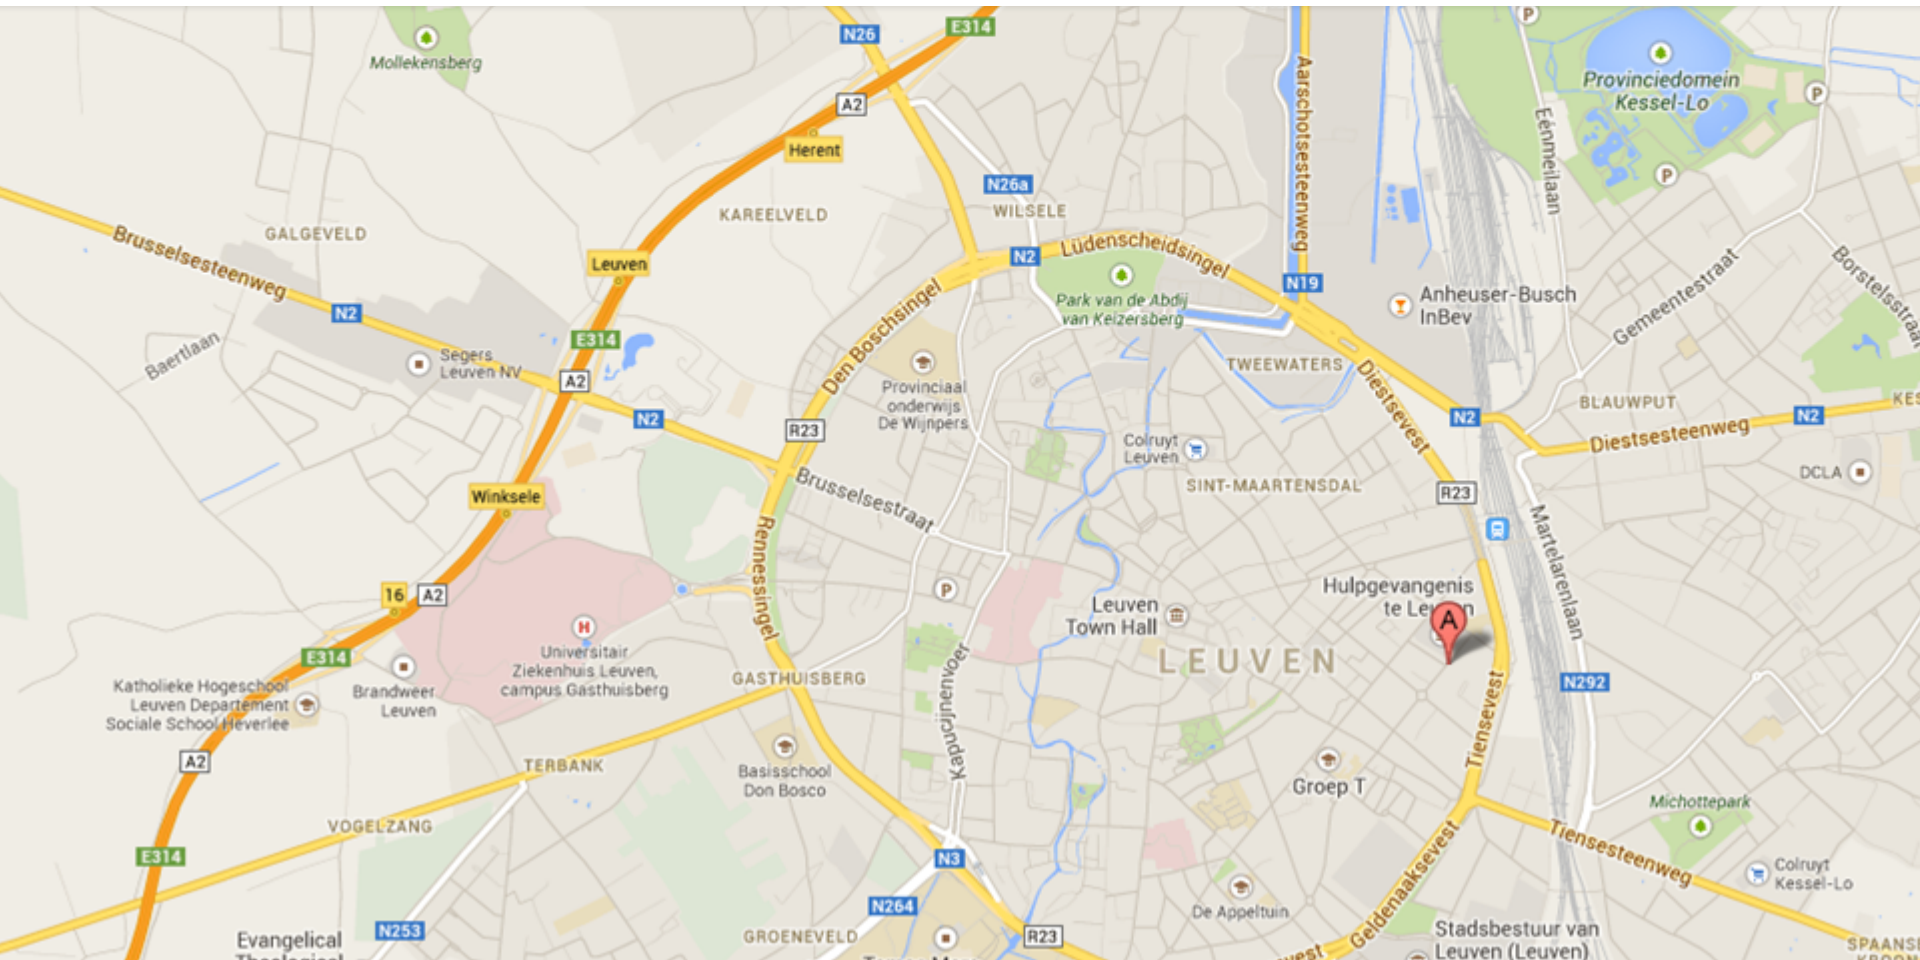 E314
N26
Mollekensberg
P
Provinciedomein
Kessel-Lo
P
A2
Herent
Aarschotsesteenweg
Eénmeilaan
P
N26a
WILSELE
KAREELVELD
GALGEVELD
Brusselsesteenweg
Leuven
N2
Lüdenscheidsingel
N19
Park van de Abdij
van Keizersberg
Anheuser-Busch
InBev
Gemeentestraat
Borstelsstraat
N2
E314
Den Boschsingel
Baertlaan
Segers
Leuven NV
A2
Provinciaal
onderwijs
De Wijnpers
TWEEWATERS
Diestsevest
BLAUWPUT
N2
R23
N2
Diestsesteenweg
N2
Colruyt
Leuven
SINT-MAARTENSDAL
DCLA
R23
Winksele
Brusselsestraat
Rennessingel
Martelarenlaan
16
A2
P
Hulpgevangenis
A
Leuven
Town Hall
H
Universitair
Ziekenhuis Leuven,
campus Gasthuisberg
E314
LEUVEN
GASTHUISBERG
N292
Katholieke Hogeschool
Leuven Departement
Sociale School Heverlee
Brandweer
Leuven
Kapucijnenvoer
Tiensevest
A2
TERBANK
Basisschool
Don Bosco
Groep T
Michottepark
VOGELZANG
Tiensesteenweg
E314
N3
Colruyt
Kessel-Lo
Geldenaaksevest
N264
De Appeltuin
N253
Evangelical
GROENEVELD
R23
Stadsbestuur van
Leuven (Leuven)